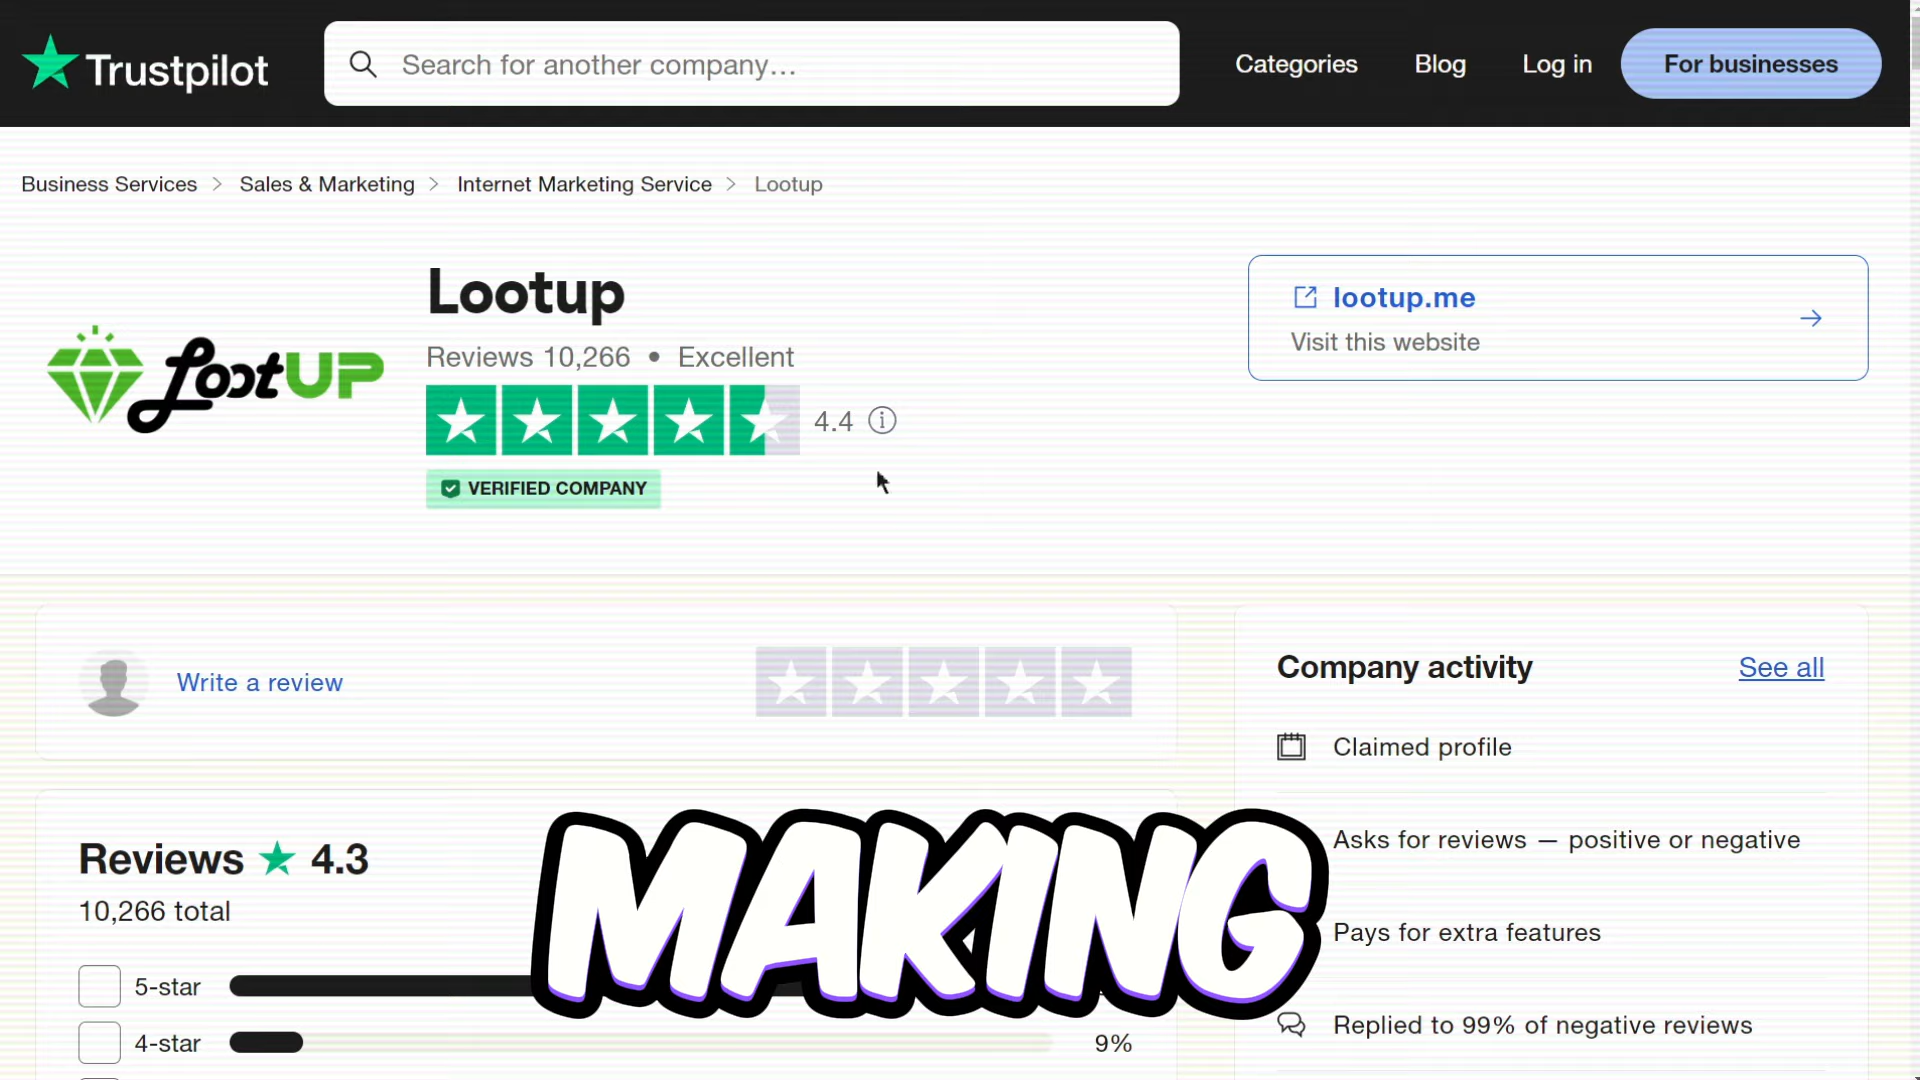 Trustpilot
Search for another company...
Categories
Blog
Log in
For businesses
Business Services > Sales & Marketing > Internet Marketing Service > Lootup
LootUP
Lootup
Reviews 10,266 • Excellent
4.4
VERIFIED COMPANY
lootup.me
Visit this website
Write a review
Company activity
See all
Claimed profile
Asks for reviews — positive or negative
Pays for extra features
Replied to 99% of negative reviews
Reviews ★ 4.3
10,266 total
5-star
4-star
9%
MAKING